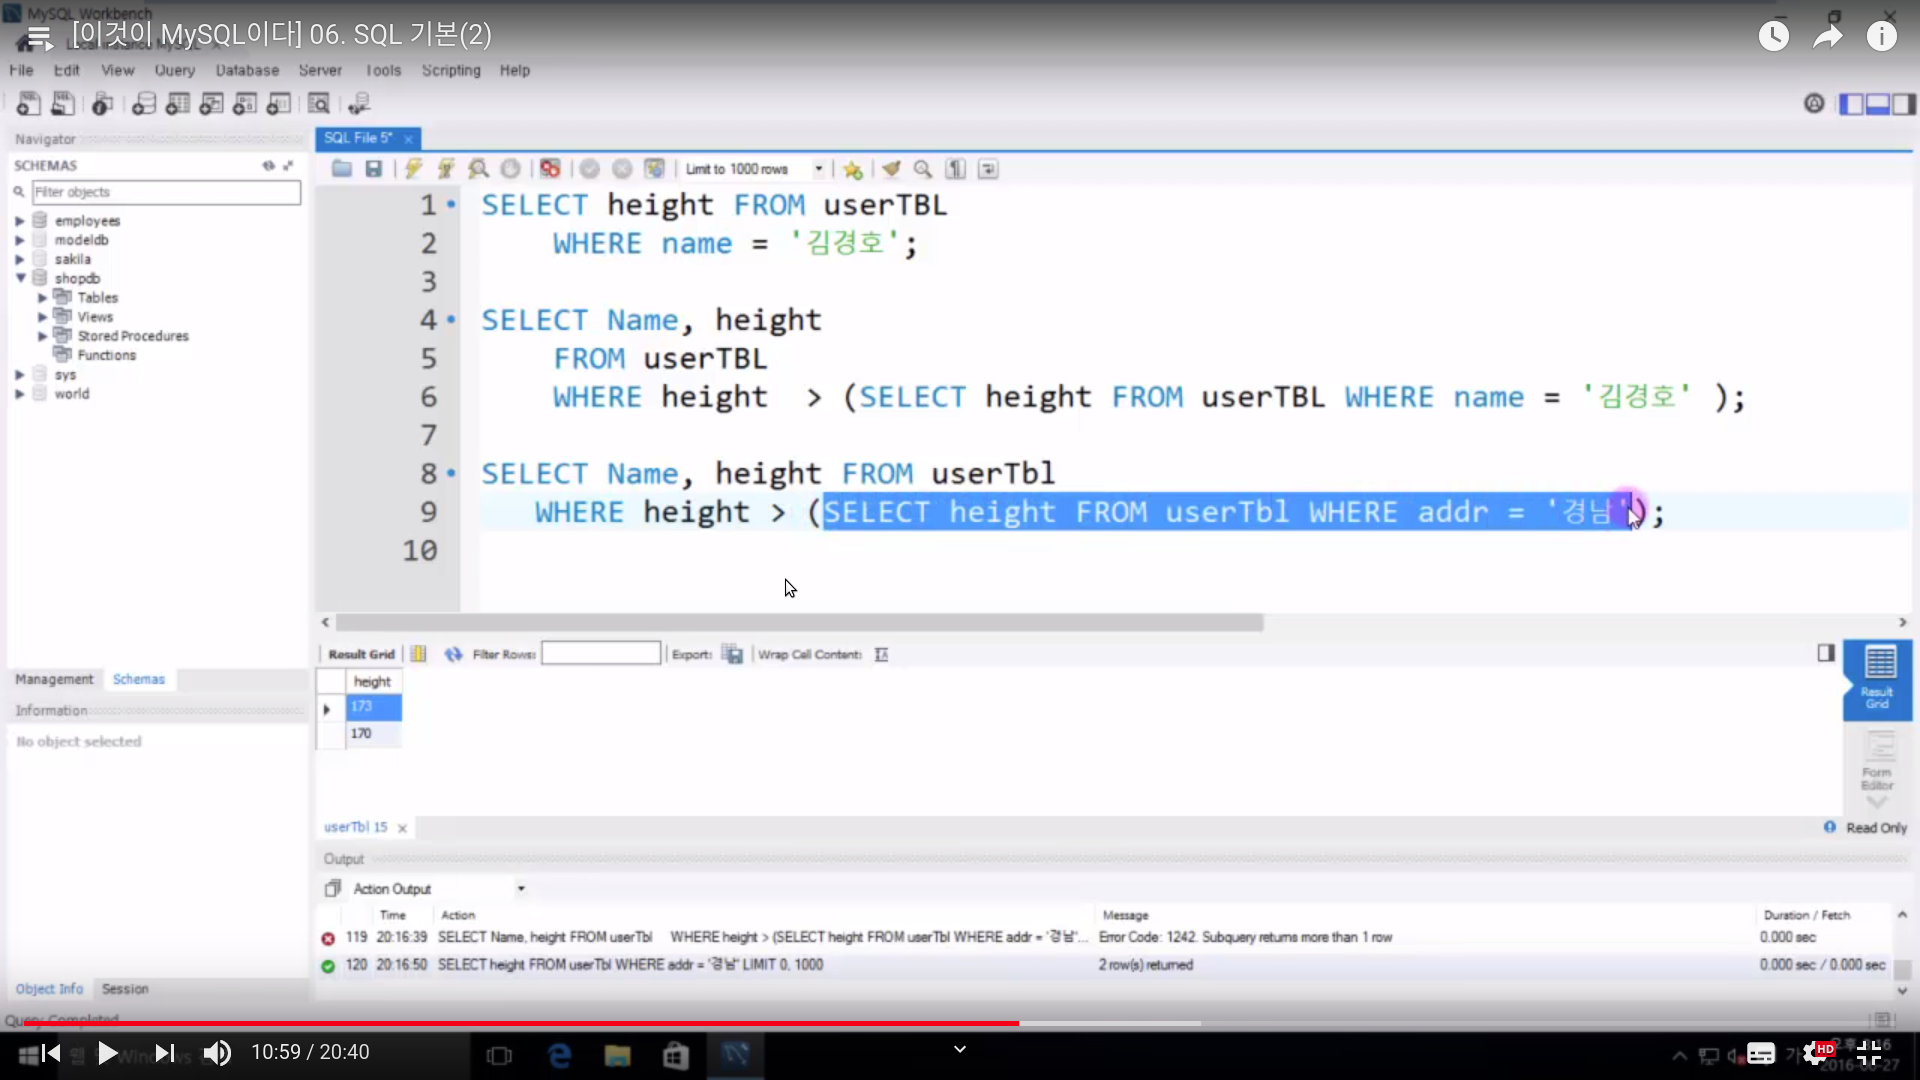 MySQL Workbench
[이것이 MySQL이다] 06. SQL 기본(2)
File Edit View Query Database Server Tools Scripting Help
Navigator
SQL File 5*
SCHEMAS
Limit to 1000 rows
Filter objects
employees
modeldb
sakila
shopdb
Tables
Views
Stored Procedures
Functions
sys
world
1 SELECT height FROM userTBL
2 WHERE name = '김경호';
3
4 SELECT Name, height
5 FROM userTBL
6 WHERE height > (SELECT height FROM userTBL WHERE name = '김경호' );
7
8 SELECT Name, height FROM userTbl
9 WHERE height > (SELECT height FROM userTbl WHERE addr = '경남');
10
Result Grid Filter Rows: Export: Wrap Cell Content:
height
173
170
Result Grid
Form Editor
Management Schemas
Information
No object selected
userTbl 15
Read Only
Output
Action Output
Time Action Message Duration / Fetch
119 20:16:39 SELECT Name, height FROM userTbl WHERE height > (SELECT height FROM userTbl WHERE addr = '경남'... Error Code: 1242. Subquery returns more than 1 row 0.000 sec
120 20:16:50 SELECT height FROM userTbl WHERE addr = '경남' LIMIT 0, 1000 2 row(s) returned 0.000 sec / 0.000 sec
Object Info Session
Query Completed
10:59 / 20:40
HD